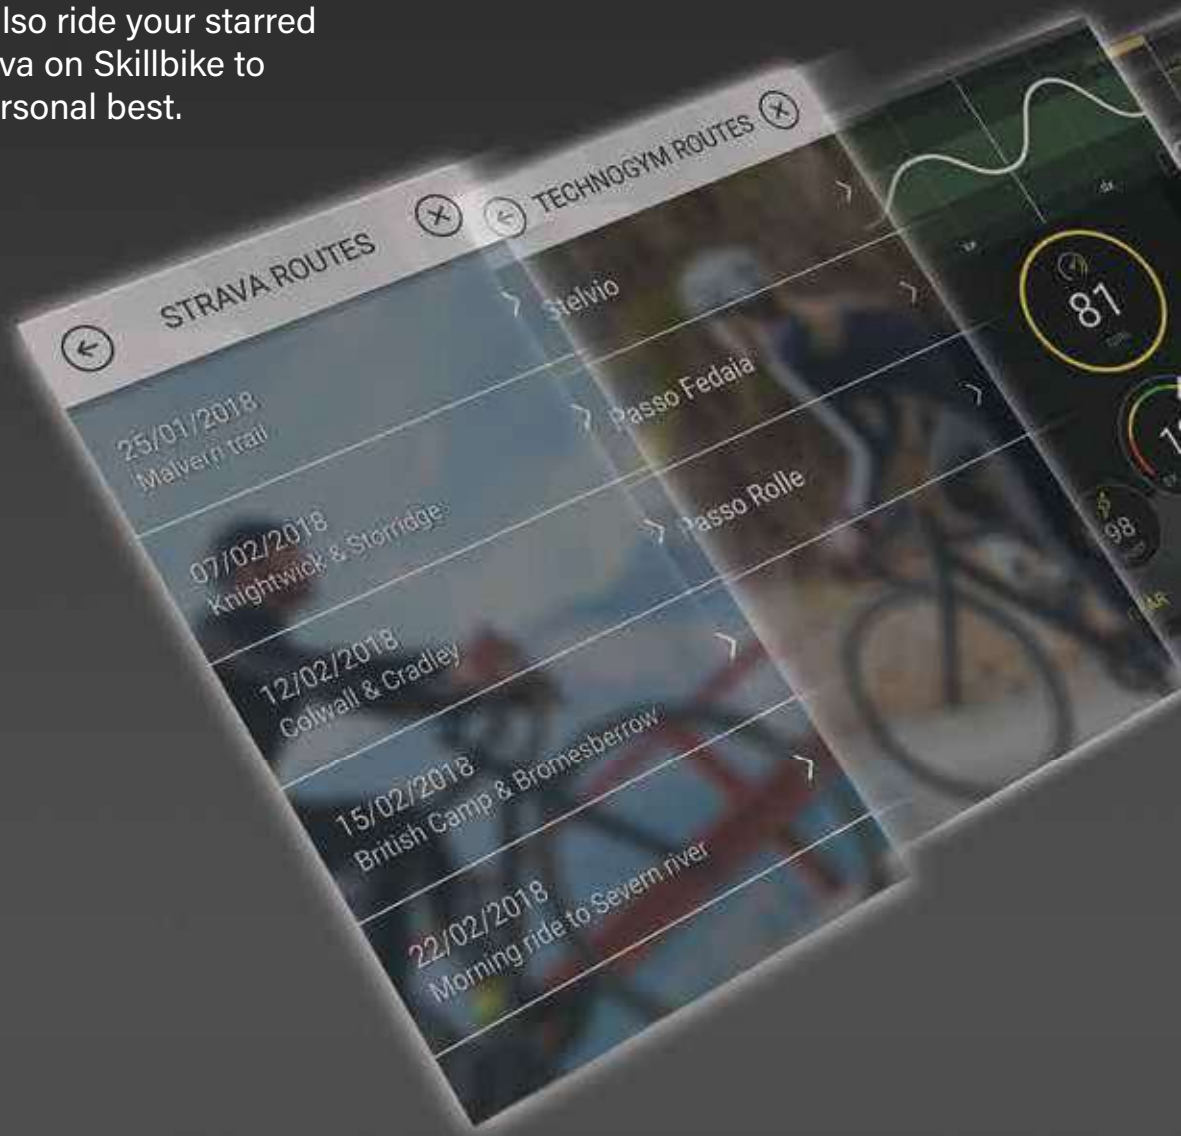 lso ride your starred
va on Skillbike to
rsonal best.
STRAVA ROUTES
25/01/2018
Malvern trail
07/02/2018
Knightwick & Storridge
12/02/2018
Colwall & Cradley
15/02/2018
British Camp & Bromesberrow
22/02/2018
Morning ride to Severn river
TECHNOGYM ROUTES
Stelvio
Passo Fedaia
Passo Rolle
81
rpm
98